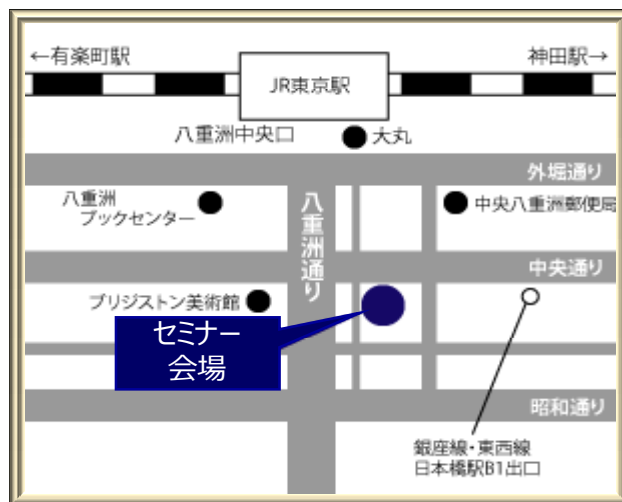 ←有楽町駅
神田駅→
JR東京駅
八重洲中央口
大丸
外堀通り
八重洲
ブックセンター
八重洲通り
中央八重洲郵便局
中央通り
ブリジストン美術館
セミナー
会場
昭和通り
銀座線・東西線
日本橋駅B1出口